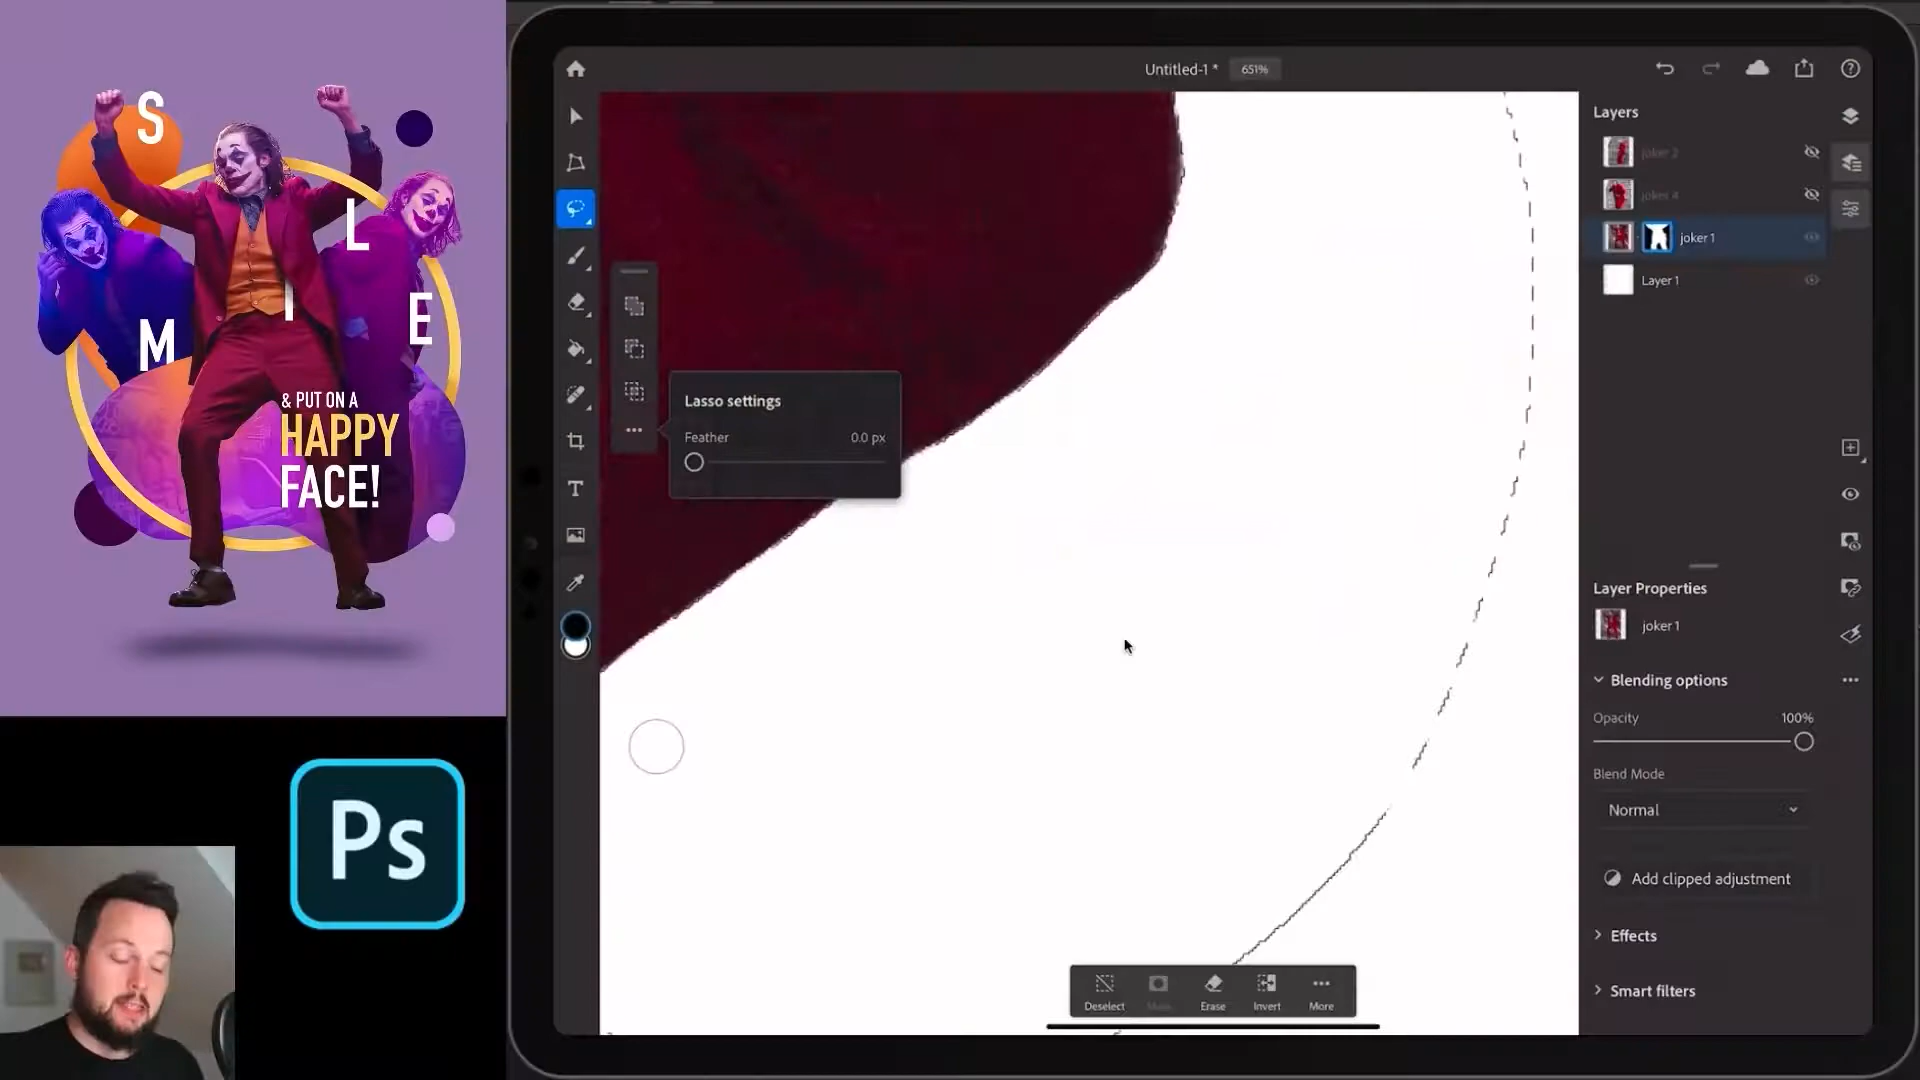 S
L
I
M
E
& PUT ON A
HAPPY
FACE!
Ps
Untitled-1 *
651%
Lasso settings
Feather
0.0 px
Deselect
Mask
Erase
Invert
More
Layers
joker 2
joker 4
joker 1
Layer 1
Layer Properties
joker 1
Blending options
Opacity
100%
Blend Mode
Normal
Add clipped adjustment
Effects
Smart filters
T